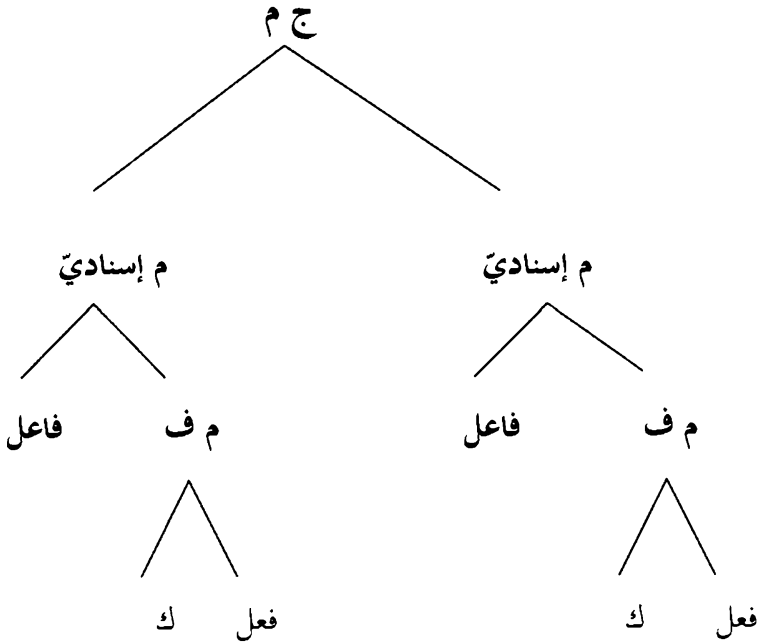 ج م
م إسناديّ م إسناديّ
م ف فاعل م ف فاعل
فعل ك فعل ك